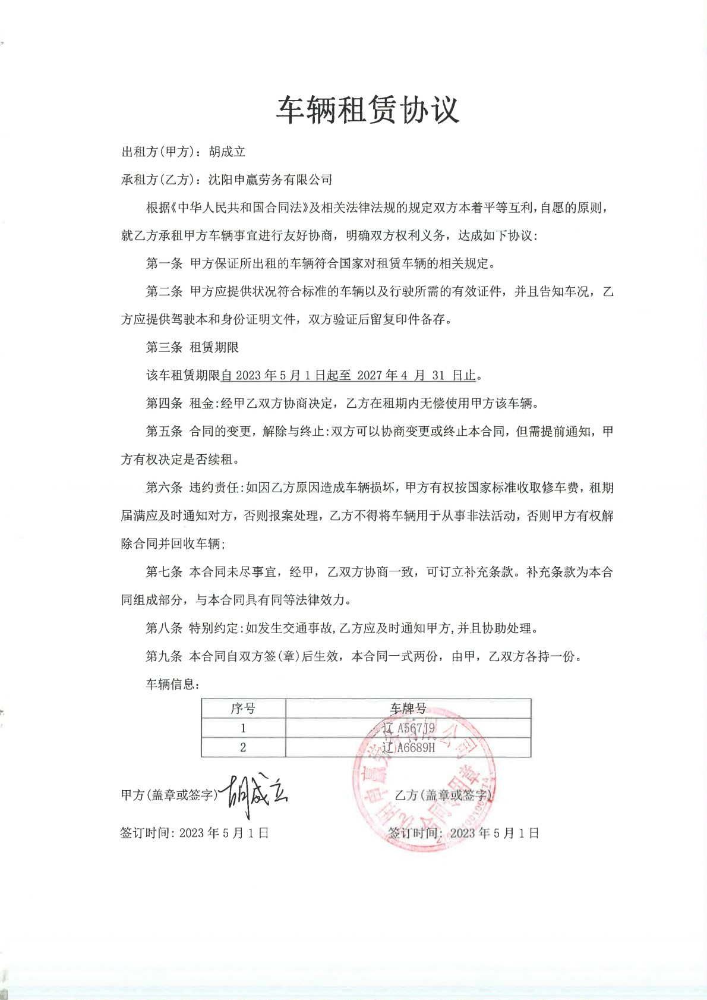 车辆租赁协议
出租方(甲方)：胡成立
承租方(乙方)：沈阳申赢劳务有限公司
根据《中华人民共和国合同法》及相关法律法规的规定双方本着平等互利,自愿的原则,
就乙方承租甲方车辆事宜进行友好协商，明确双方权利义务，达成如下协议:
第一条 甲方保证所出租的车辆符合国家对租赁车辆的相关规定。
第二条 甲方应提供状况符合标准的车辆以及行驶所需的有效证件，并且告知车况，乙
方应提供驾驶本和身份证明文件，双方验证后留复印件备存。
第三条 租赁期限
该车租赁期限自 2023 年 5 月 1 日起至 2027 年 4 月 31 日止。
第四条 租金:经甲乙双方协商决定，乙方在租期内无偿使用甲方该车辆。
第五条 合同的变更，解除与终止:双方可以协商变更或终止本合同，但需提前通知，甲
方有权决定是否续租。
第六条 违约责任:如因乙方原因造成车辆损坏，甲方有权按国家标准收取修车费，租期
届满应及时通知对方，否则报案处理，乙方不得将车辆用于从事非法活动，否则甲方有权解
除合同并回收车辆;
第七条 本合同未尽事宜，经甲，乙双方协商一致，可订立补充条款。补充条款为本合
同组成部分，与本合同具有同等法律效力。
第八条 特别约定:如发生交通事故,乙方应及时通知甲方,并且协助处理。
第九条 本合同自双方签(章)后生效，本合同一式两份，由甲，乙双方各持一份。
车辆信息：
序号 车牌号
1 辽 A567J9
2 辽 A6689H
甲方(盖章或签字) 胡成立 乙方(盖章或签字)
签订时间: 2023 年 5 月 1 日 签订时间: 2023 年 5 月 1 日
沈阳申赢劳务有限公司
合同专用章